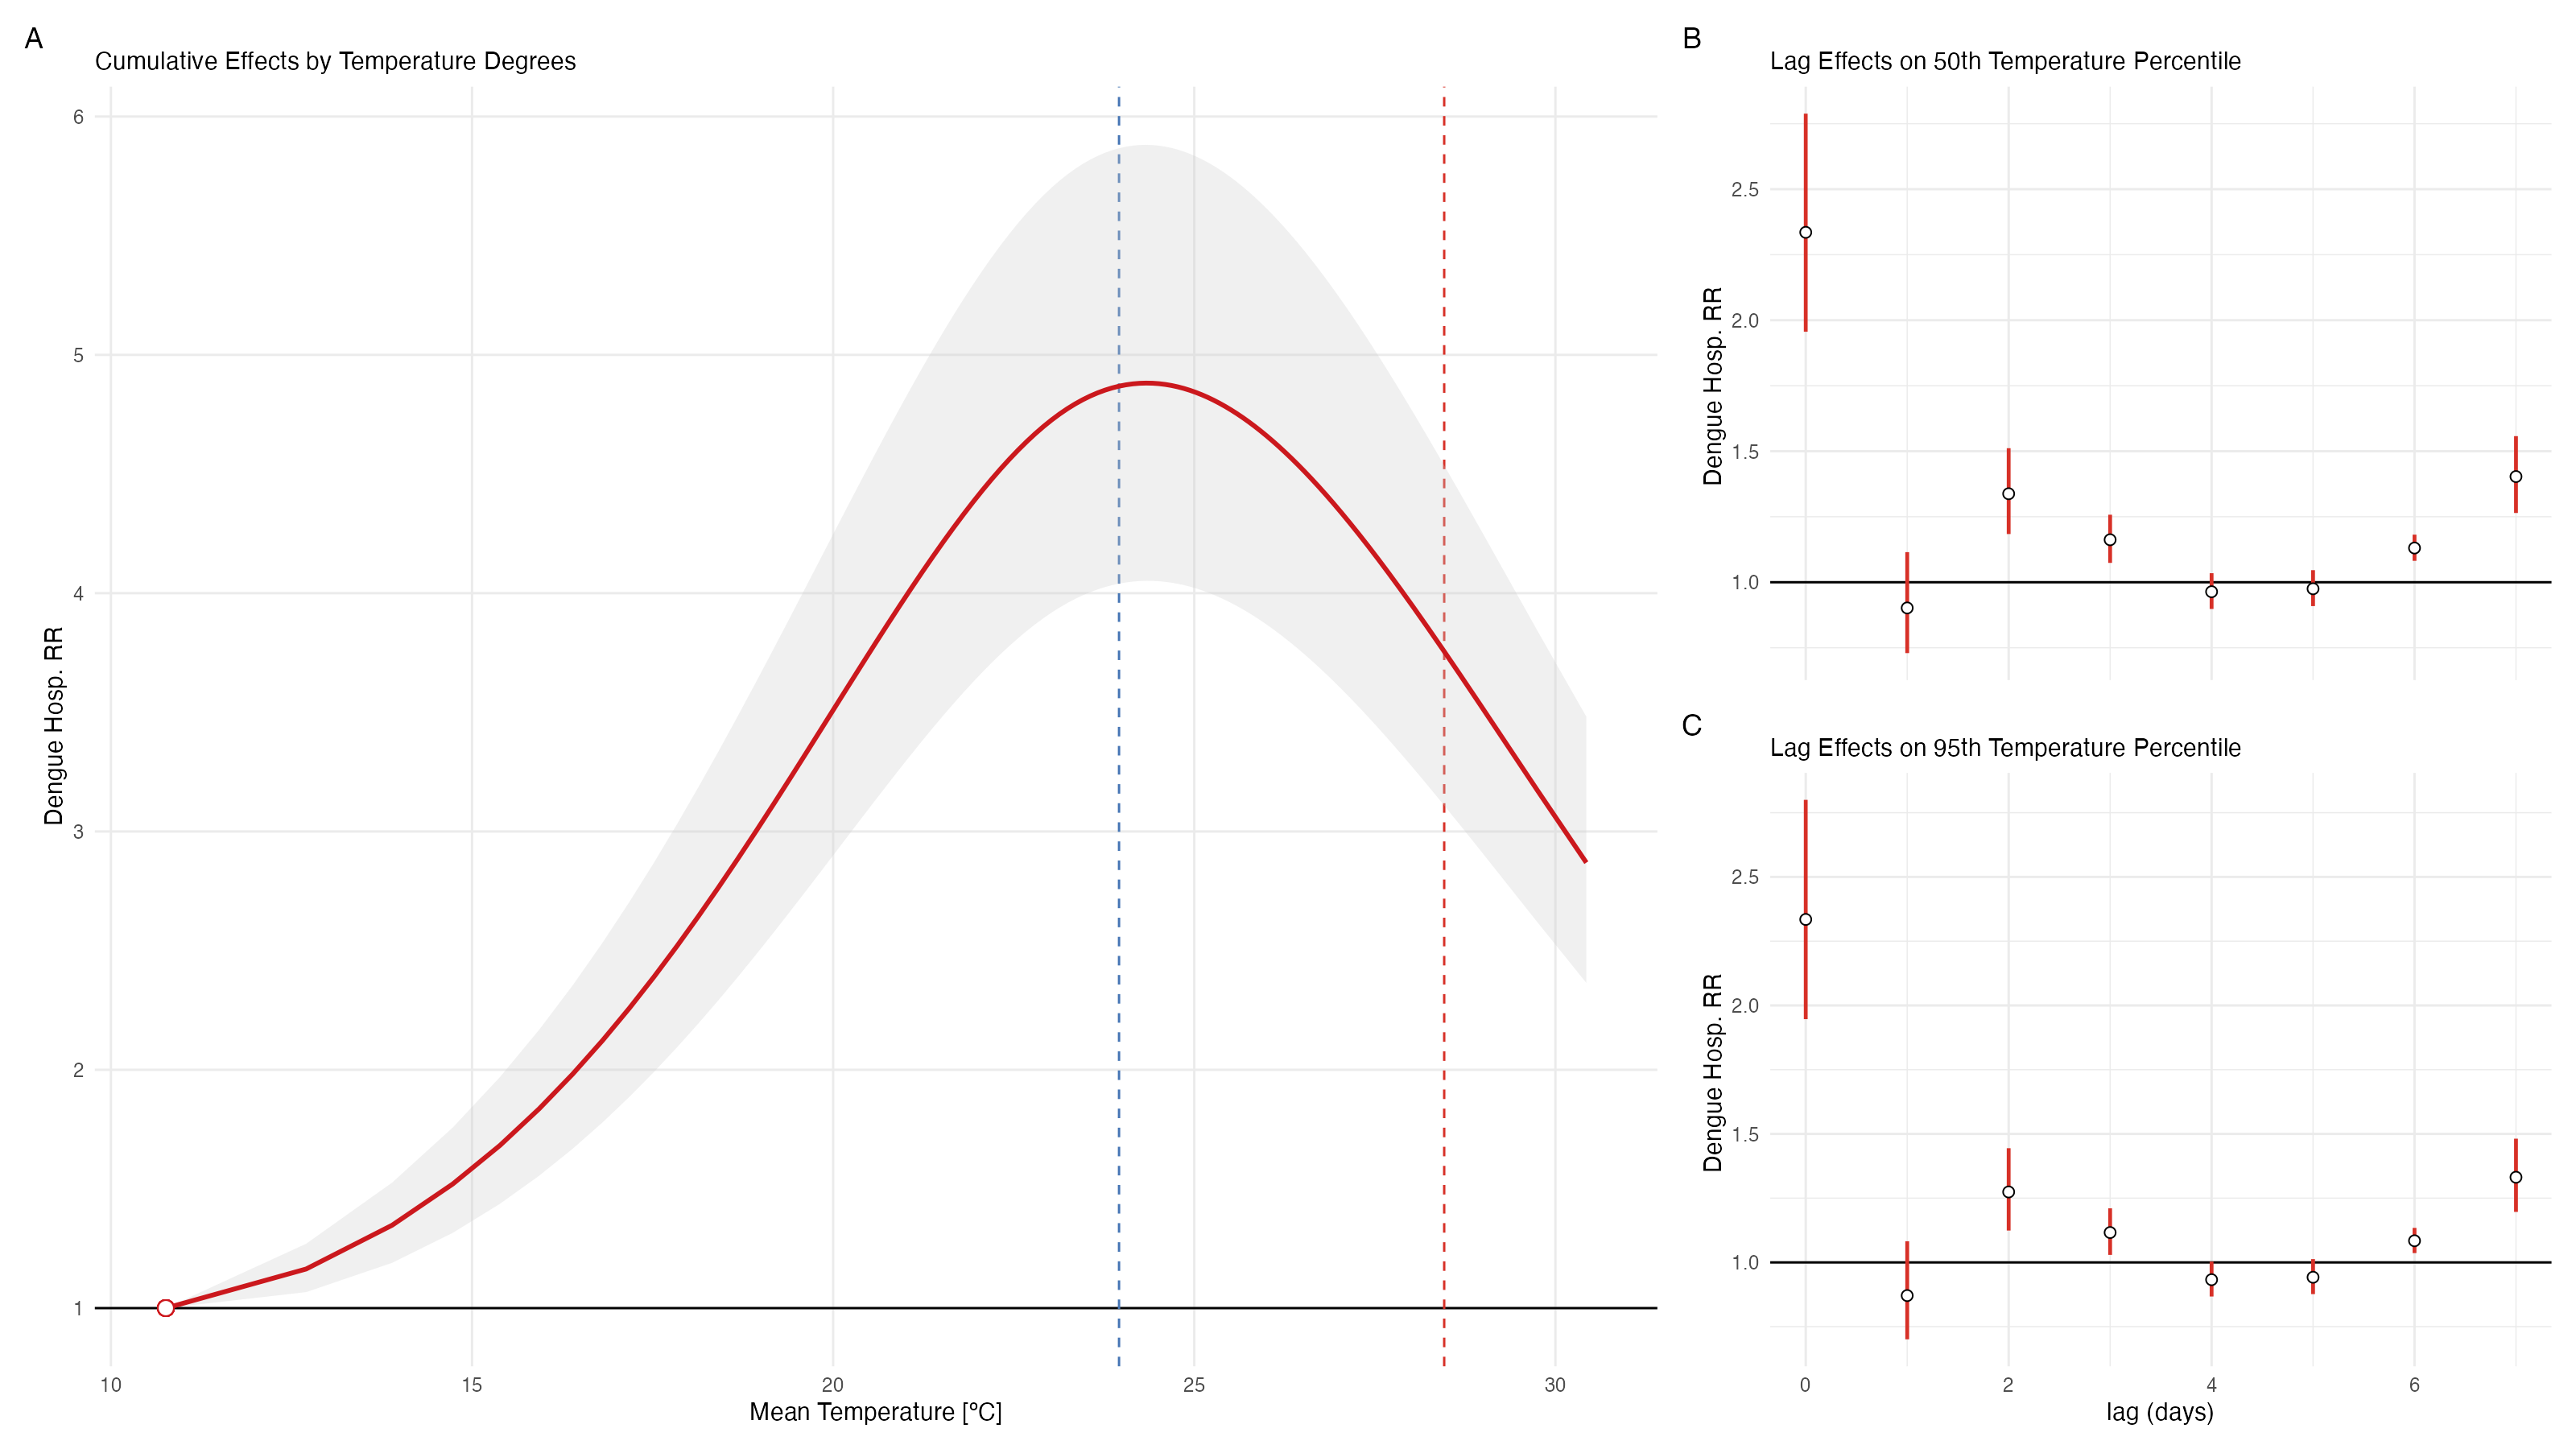 A
Cumulative Effects by Temperature Degrees
6
5
4
3
2
1
Dengue Hosp. RR
10 15 20 25 30
Mean Temperature [ºC]
B
Lag Effects on 50th Temperature Percentile
2.5
2.0
1.5
1.0
Dengue Hosp. RR
C
Lag Effects on 95th Temperature Percentile
2.5
2.0
1.5
1.0
Dengue Hosp. RR
0 2 4 6
lag (days)